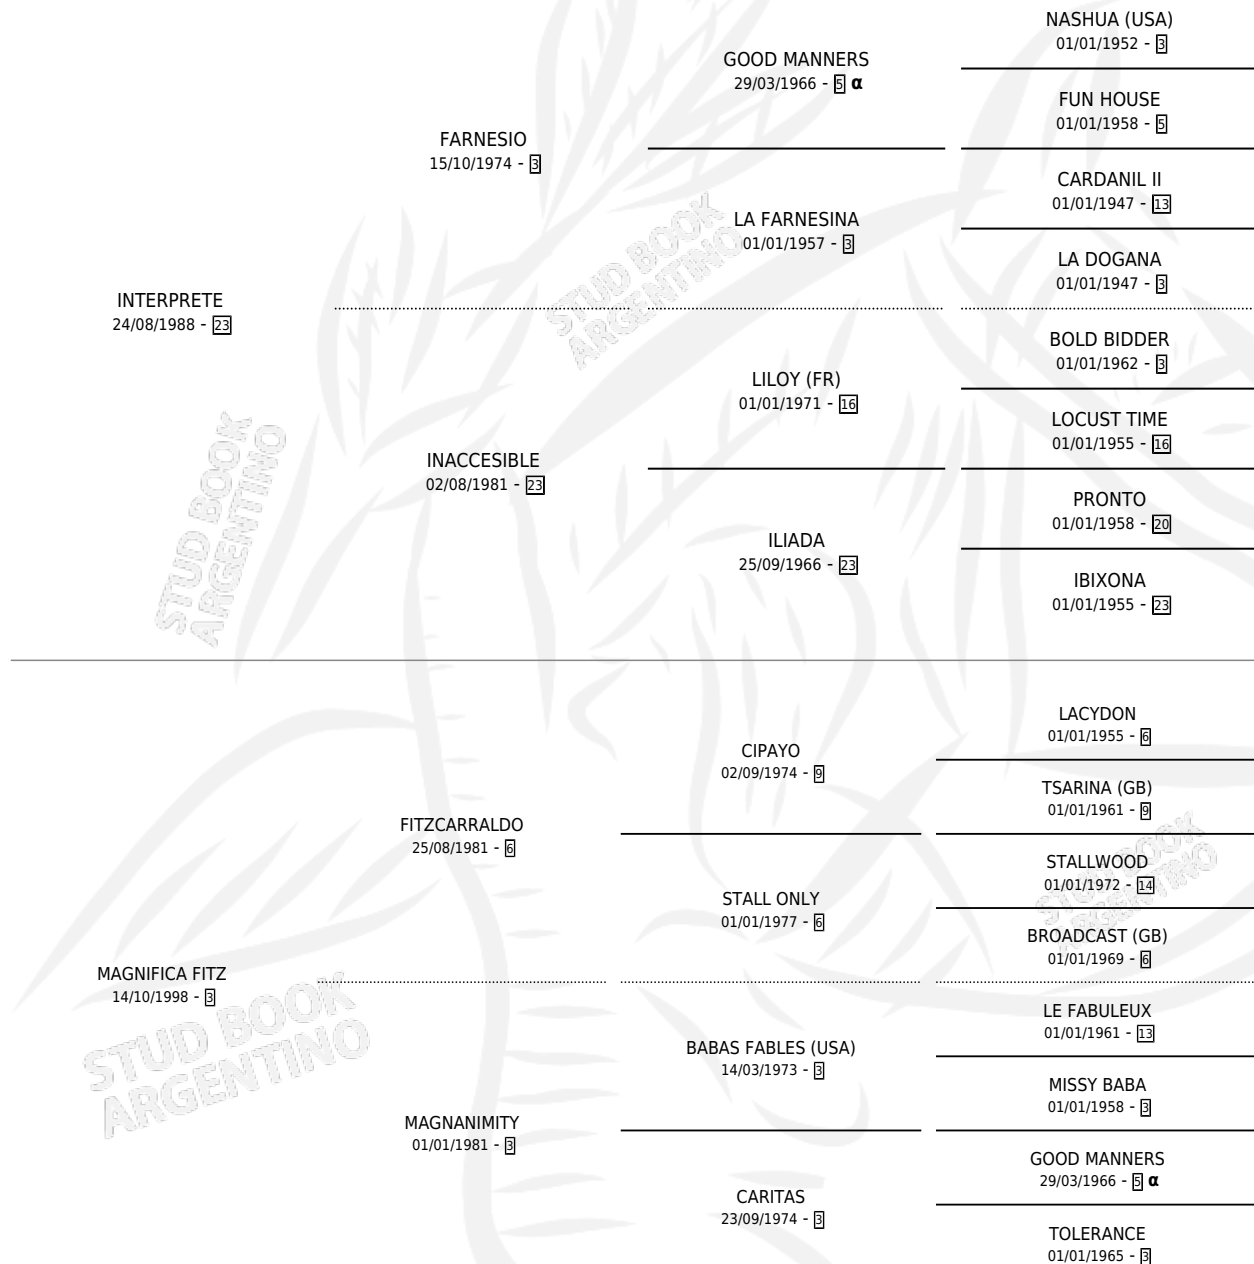 NASHUA (USA)
01/01/1952 - 3
GOOD MANNERS
29/03/1966 - 5 α
FUN HOUSE
01/01/1958 - 5
FARNESIO
15/10/1974 - 3
CARDANIL II
01/01/1947 - 13
LA FARNESINA
01/01/1957 - 3
LA DOGANA
01/01/1947 - 3
INTERPRETE
24/08/1988 - 23
BOLD BIDDER
01/01/1962 - 3
LILOY (FR)
01/01/1971 - 16
LOCUST TIME
01/01/1955 - 16
INACCESIBLE
02/08/1981 - 23
PRONTO
01/01/1958 - 20
ILIADA
25/09/1966 - 23
IBIXONA
01/01/1955 - 23
LACYDON
01/01/1955 - 6
CIPAYO
02/09/1974 - 9
TSARINA (GB)
01/01/1961 - 9
FITZCARRALDO
25/08/1981 - 6
STALLWOOD
01/01/1972 - 14
STALL ONLY
01/01/1977 - 6
BROADCAST (GB)
01/01/1969 - 6
MAGNIFICA FITZ
14/10/1998 - 3
LE FABULEUX
01/01/1961 - 13
BABAS FABLES (USA)
14/03/1973 - 3
MISSY BABA
01/01/1958 - 3
MAGNANIMITY
01/01/1981 - 3
GOOD MANNERS
29/03/1966 - 5 α
CARITAS
23/09/1974 - 3
TOLERANCE
01/01/1965 - 3
STUD BOOK
ARGENTINO
STUD BOOK
ARGENTINO
STUD BOOK
ARGENTINO
STUD BOOK
ARGENTINO